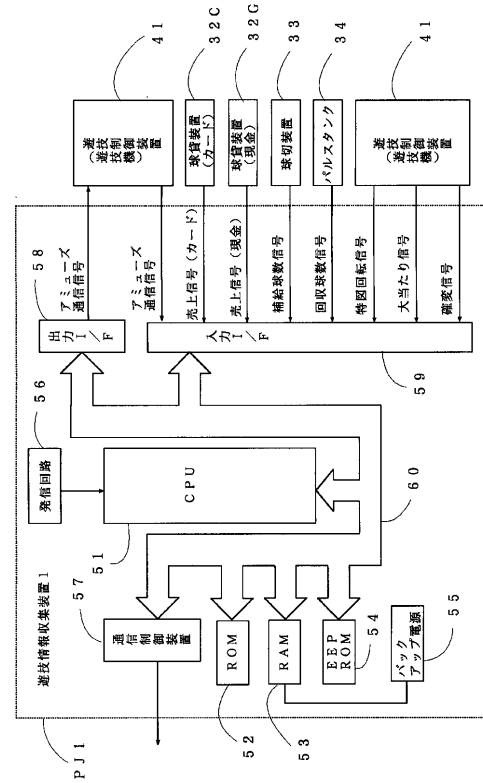 PJ1
遊技情報収集装置1
57
通信制御装置
56
発信回路
58
出力I/F
CPU
51
ROM
52
RAM
53
EEPROM
54
バックアップ電源
55
60
入力I/F
59
アミューズ
通信信号
アミューズ
通信信号
売上信号(カード)
売上信号(現金)
補給球数信号
回収球数信号
特図回転信号
大当たり信号
確変信号
遊技制御装置
(遊技機)
41
球貸装置
(カード)
32C
球貸装置
(現金)
32G
球切装置
33
パルスタンク
34
遊技制御装置
(遊技機)
41